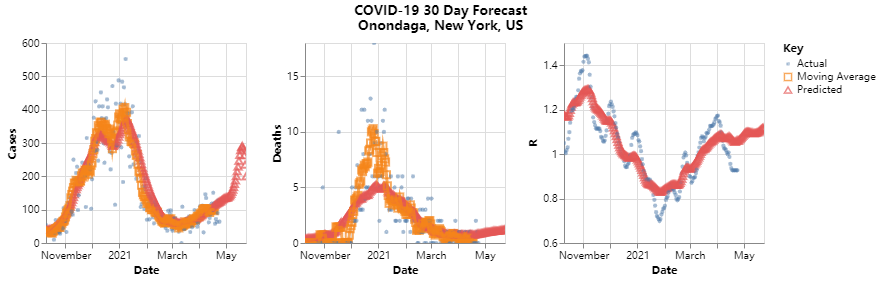 COVID-19 30 Day Forecast
Onondaga, New York, US
Cases
600
500
400
300
200
100
0
November 2021 March May
Date
Deaths
15
10
5
0
November 2021 March May
Date
R
1.4
1.2
1
0.8
0.6
November 2021 March May
Date
Key
Actual
Moving Average
Predicted